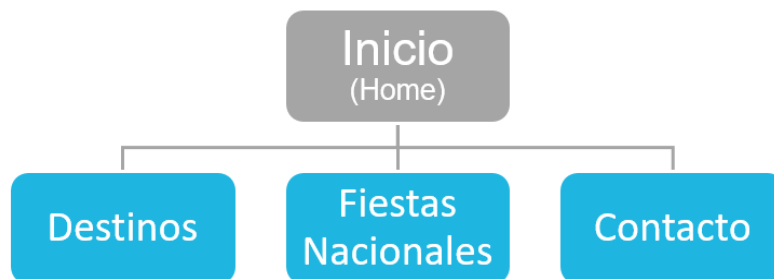 Inicio
(Home)
Destinos
Fiestas
Nacionales
Contacto